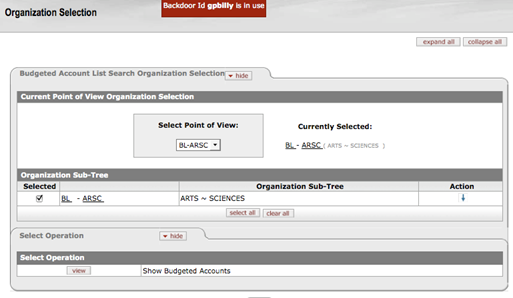 Organization Selection
Backdoor Id gpbilly is in use
expand all collapse all
Budgeted Account List Search Organization Selection hide
Current Point of View Organization Selection
Select Point of View: Currently Selected:
BL-ARSC BL - ARSC ( ARTS ~ SCIENCES )
Organization Sub-Tree
Selected Organization Sub-Tree Action
BL - ARSC ARTS ~ SCIENCES
select all clear all
Select Operation hide
Select Operation
view Show Budgeted Accounts